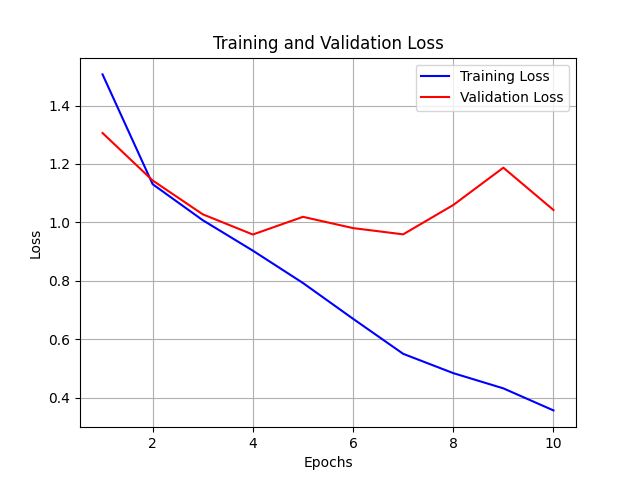 Training and Validation Loss
Training Loss
Validation Loss
1.4
1.2
1.0
0.8
0.6
0.4
Loss
2 4 6 8 10
Epochs